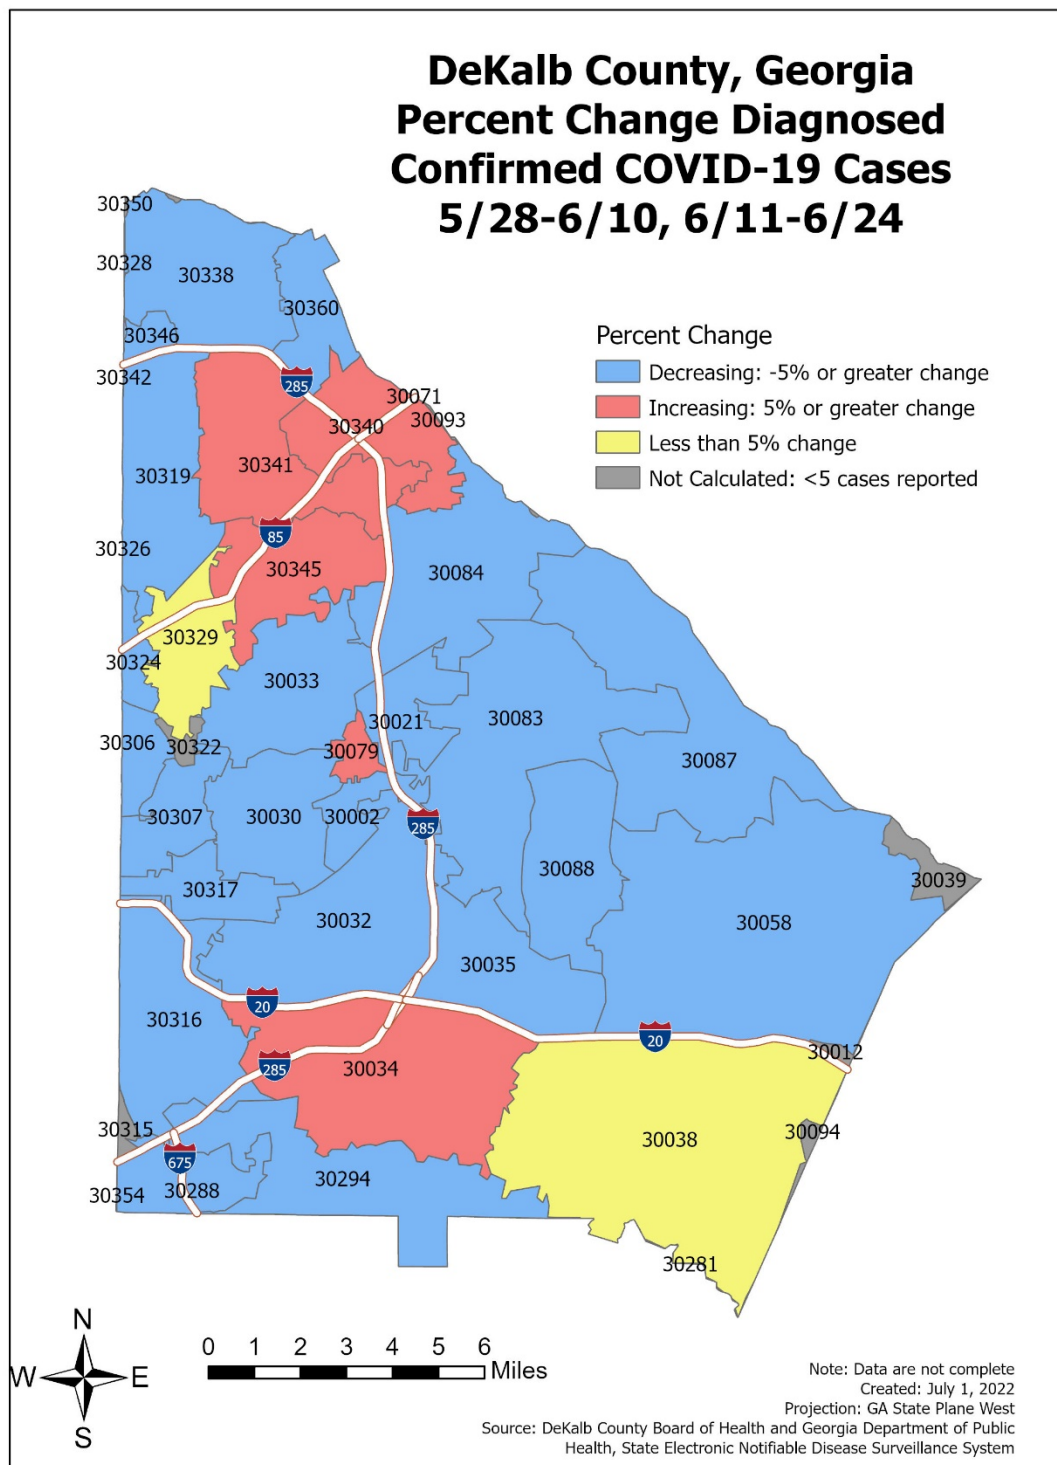 DeKalb County, Georgia
Percent Change Diagnosed
Confirmed COVID-19 Cases
5/28-6/10, 6/11-6/24
30350
30328
30338
30360
30346
30342
285
30071
30093
30340
30341
30319
Percent Change
Decreasing: -5% or greater change
Increasing: 5% or greater change
Less than 5% change
Not Calculated: <5 cases reported
85
30326
30345
30084
30329
30324
30033
30021
30083
30306
30322
30079
30087
30307
30030
30002
285
30088
30039
30317
30032
30058
30035
20
30316
20
30012
285
30034
30315
30038
30094
675
30354
30288
30294
30281
N
W
E
S
0 1 2 3 4 5 6
Miles
Note: Data are not complete
Created: July 1, 2022
Projection: GA State Plane West
Source: DeKalb County Board of Health and Georgia Department of Public
Health, State Electronic Notifiable Disease Surveillance System